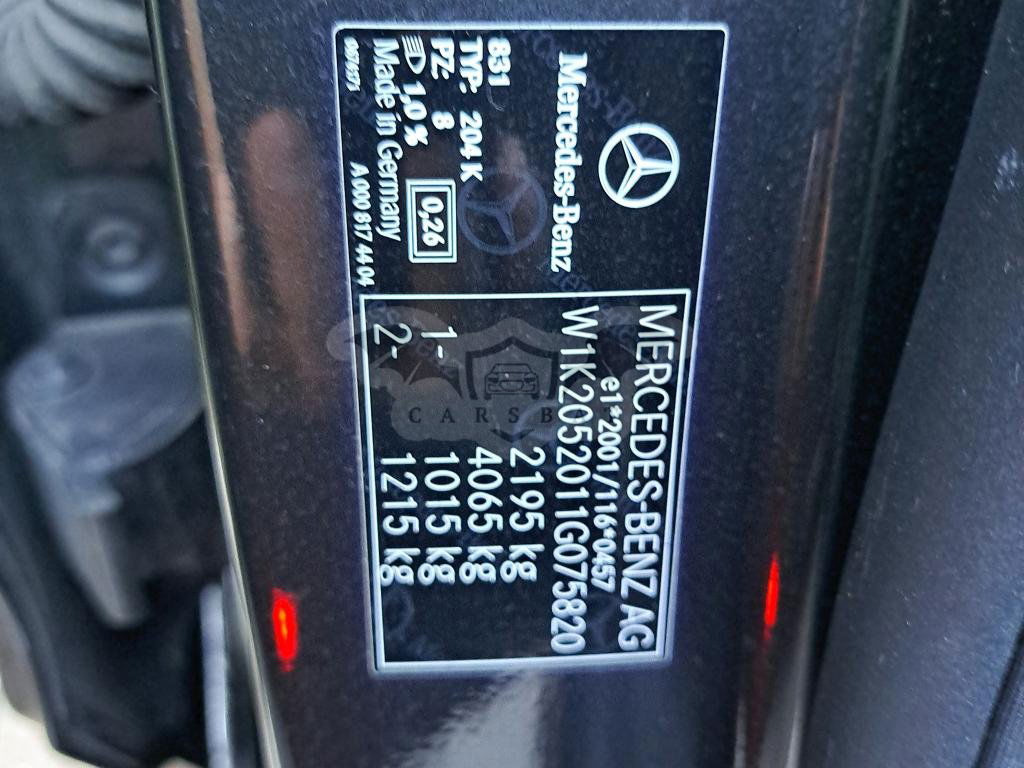 Mercedes-Benz
831
TYP: 204 K
PZ: 8
1,0 %
0,26
Made in Germany
A 000 817 44 04
MERCEDES-BENZ AG
e1*2001/116*0457
W1K2052011G075820
2195 kg
4065 kg
1- 1015 kg
2- 1215 kg
CARSB